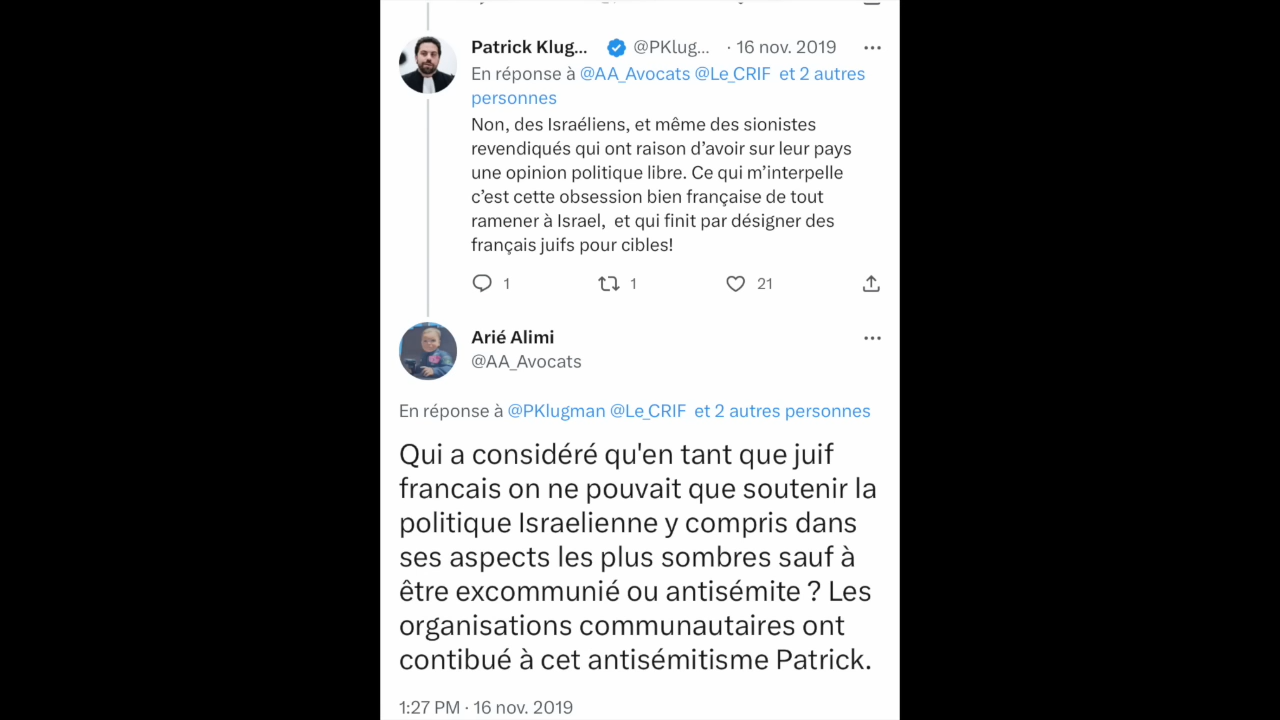 Patrick Klug... @PKlug... · 16 nov. 2019
En réponse à @AA_Avocats @Le_CRIF et 2 autres
personnes
Non, des Israéliens, et même des sionistes
revendiqués qui ont raison d’avoir sur leur pays
une opinion politique libre. Ce qui m’interpelle
c’est cette obsession bien française de tout
ramener à Israel, et qui finit par désigner des
français juifs pour cibles!
1 1 21
Arié Alimi
@AA_Avocats
En réponse à @PKlugman @Le_CRIF et 2 autres personnes
Qui a considéré qu'en tant que juif
francais on ne pouvait que soutenir la
politique Israelienne y compris dans
ses aspects les plus sombres sauf à
être excommunié ou antisémite ? Les
organisations communautaires ont
contibué à cet antisémitisme Patrick.
1:27 PM · 16 nov. 2019